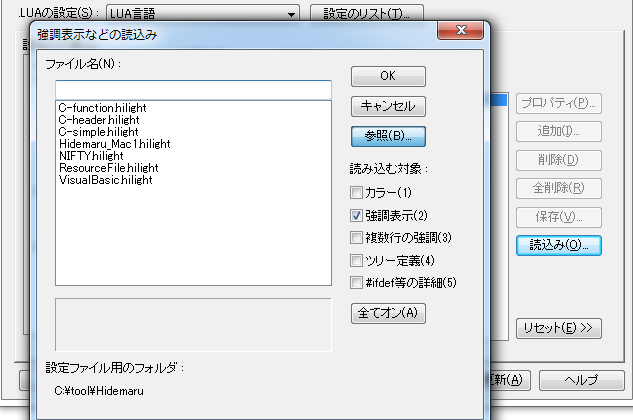 .LUAの設定(S) : LUA言語 設定のリスト(T)...
強調表示などの読込み
ファイル名(N) :
OK
キャンセル
参照(B)...
C-function.hilight
C-header.hilight
C-simple.hilight
Hidemaru_Mac1.hilight
NIFTY.hilight
ResourceFile.hilight
VisualBasic.hilight
読み込む対象 :
カラー(1)
強調表示(2)
複数行の強調(3)
ツリー定義(4)
#ifdef等の詳細(5)
全てオン(A)
設定ファイル用のフォルダ :
C:¥tool¥Hidemaru
プロパティ(P)...
追加(I)...
削除(D)
全削除(R)
保存(V)...
読込み(O)...
リセット(E) >>
更新(A)
ヘルプ